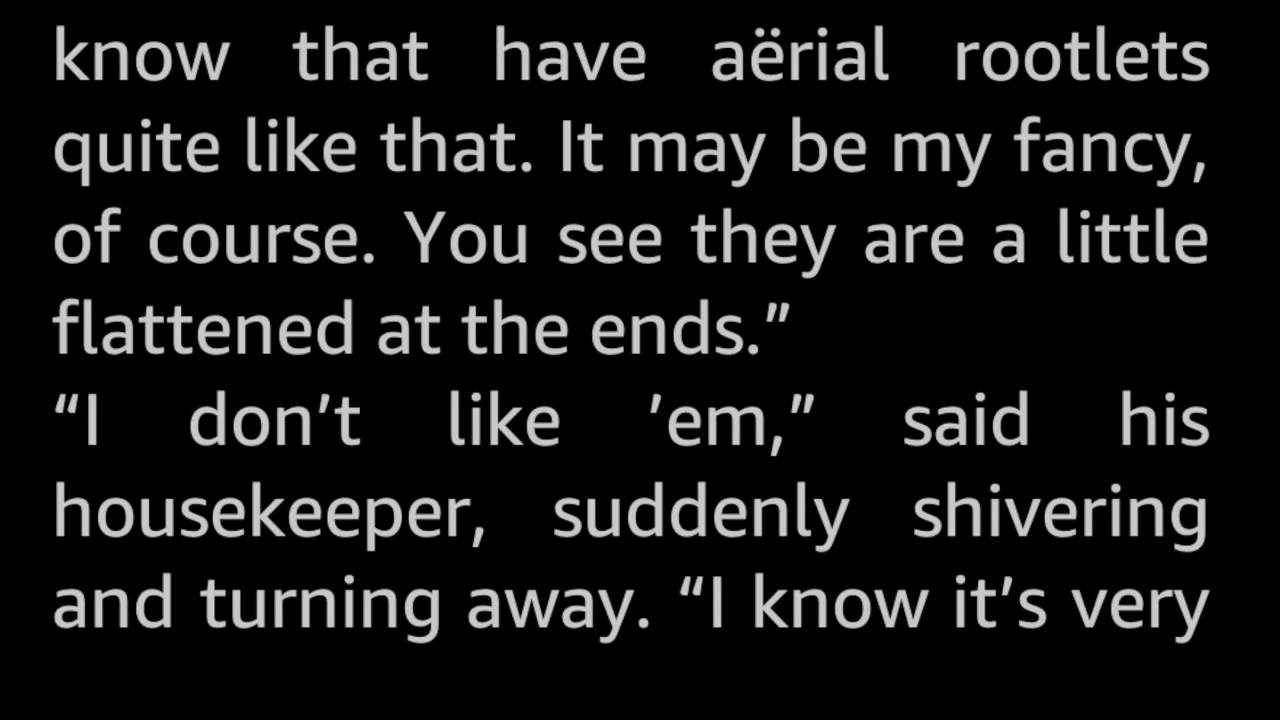 know that have aërial rootlets
quite like that. It may be my fancy,
of course. You see they are a little
flattened at the ends.”
“I don’t like ’em,” said his
housekeeper, suddenly shivering
and turning away. “I know it’s very